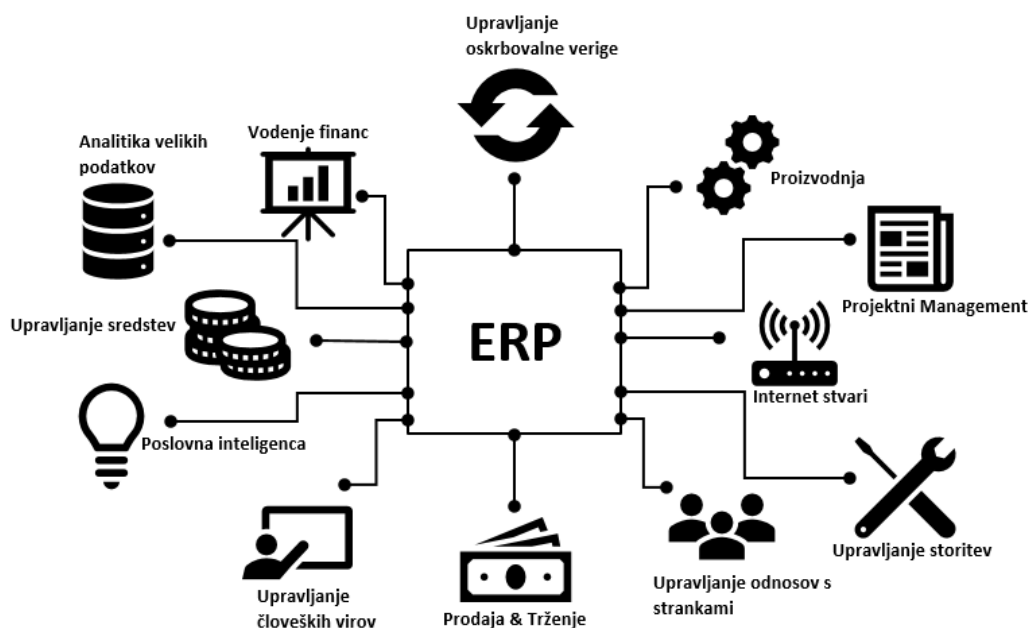 Upravljanje
oskrbovalne verige
Vodenje financ
Analitika velikih
podatkov
Proizvodnja
Projektni Management
Upravljanje sredstev
ERP
Internet stvari
Poslovna inteligenca
Upravljanje storitev
Upravljanje
človeških virov
Prodaja & Trženje
Upravljanje odnosov s
strankami